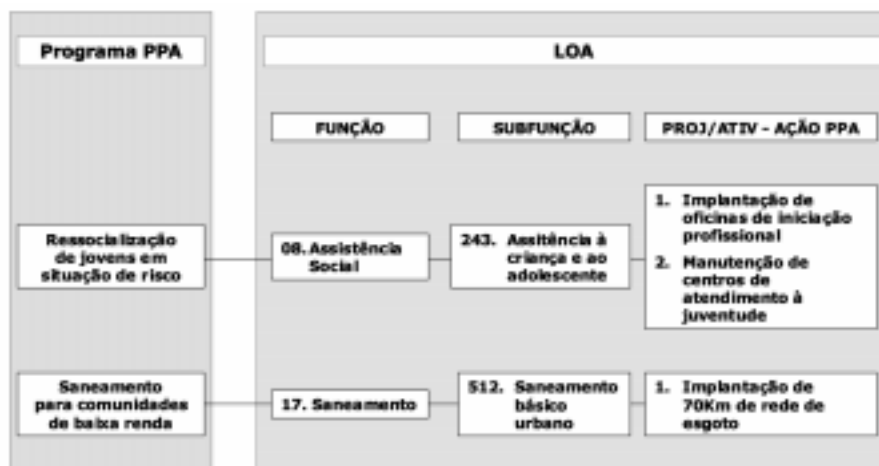 Programa PPA
LOA
FUNÇÃO
SUBFUNÇÃO
PROJ/ATIV - AÇÃO PPA
Ressocialização
de jovens em
situação de risco
08. Assistência
Social
243. Assitência à
criança e ao
adolescente
1. Implantação de
oficinas de iniciação
profissional
2. Manutenção de
centros de
atendimento à
juventude
Saneamento
para comunidades
de baixa renda
17. Saneamento
512. Saneamento
básico
urbano
1. Implantação de
70Km de rede de
esgoto